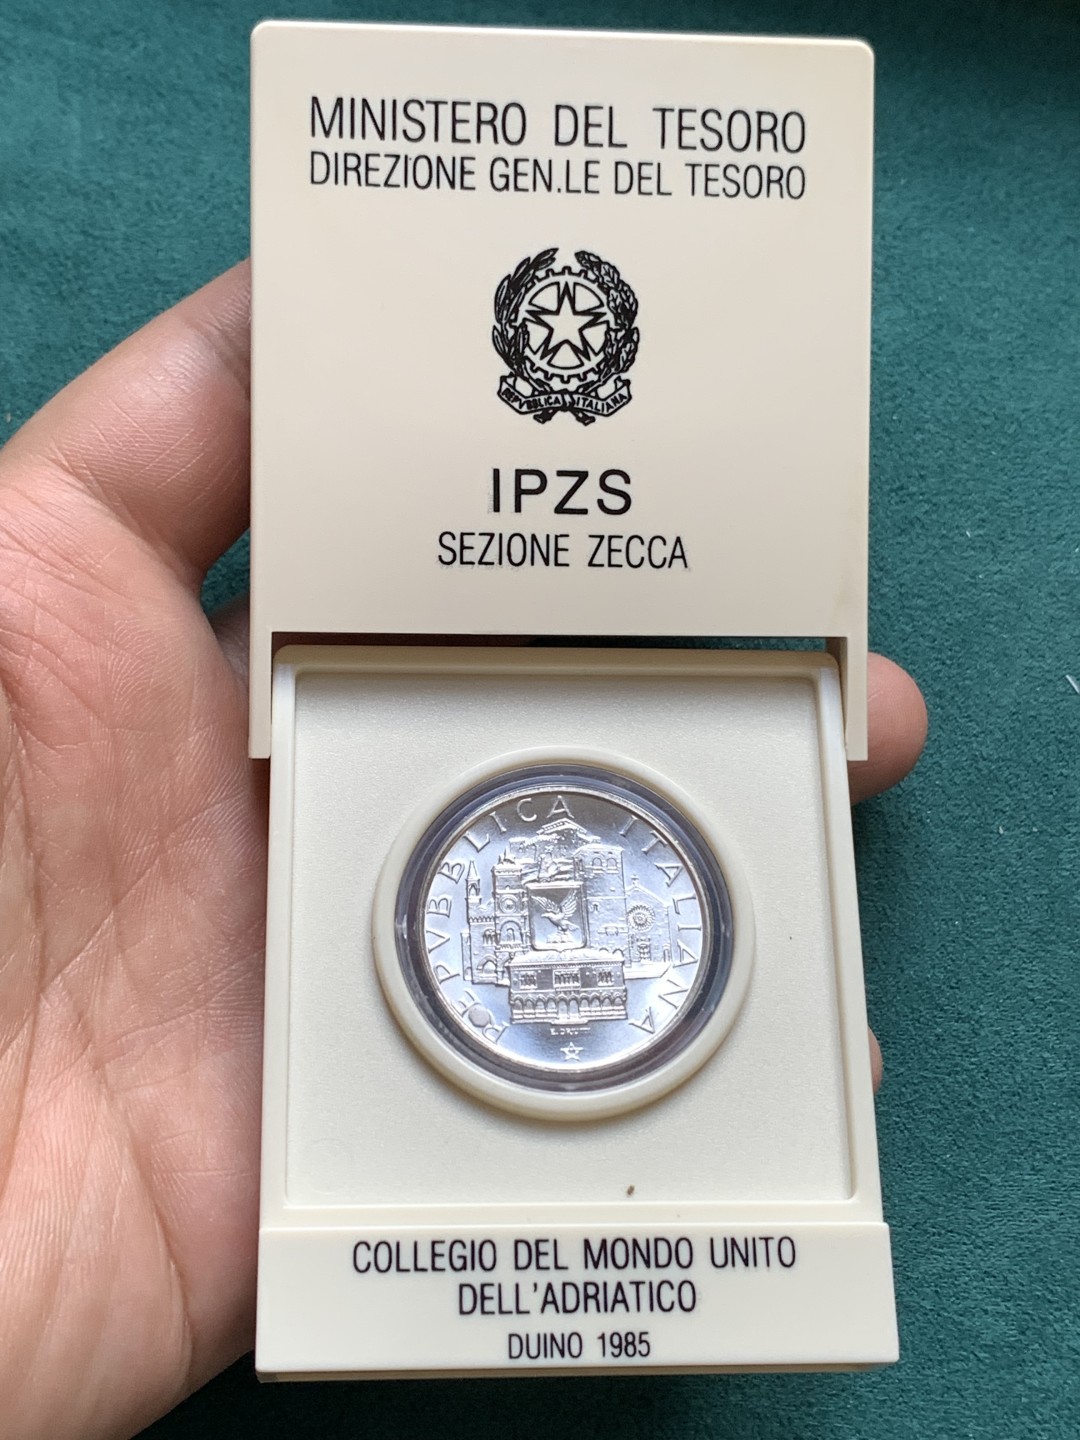 MINISTERO DEL TESORO
DIREZIONE GEN.LE DEL TESORO
REPVBBLICA ITALIANA
IPZS
SEZIONE ZECCA
REPVBBLICA ITALIANA
COLLEGIO DEL MONDO UNITO
DELL'ADRIATICO
DUINO 1985